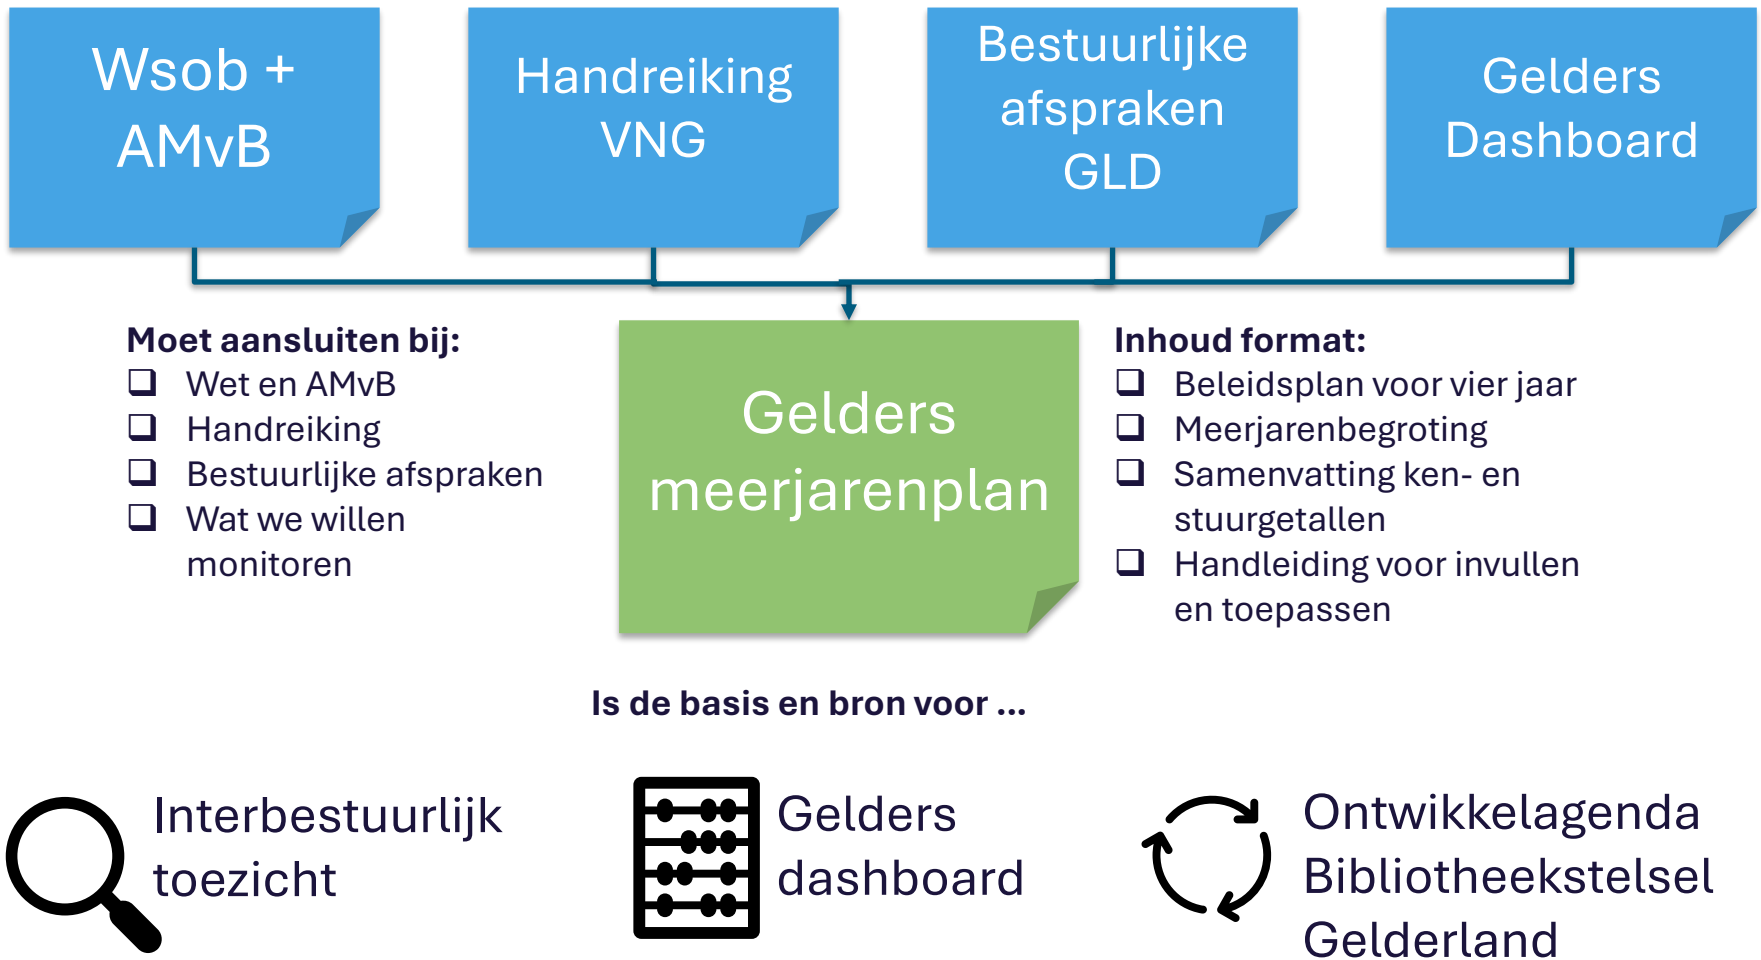 Wsob +
AMvB
Handreiking
VNG
Bestuurlijke
afspraken
GLD
Gelders
Dashboard
Moet aansluiten bij:
❑ Wet en AMvB
❑ Handreiking
❑ Bestuurlijke afspraken
❑ Wat we willen
monitoren
Gelders
meerjarenplan
Inhoud format:
❑ Beleidsplan voor vier jaar
❑ Meerjarenbegroting
❑ Samenvatting ken- en
stuurgetallen
❑ Handleiding voor invullen
en toepassen
Is de basis en bron voor ...
Interbestuurlijk
toezicht
Gelders
dashboard
Ontwikkelagenda
Bibliotheekstelsel
Gelderland